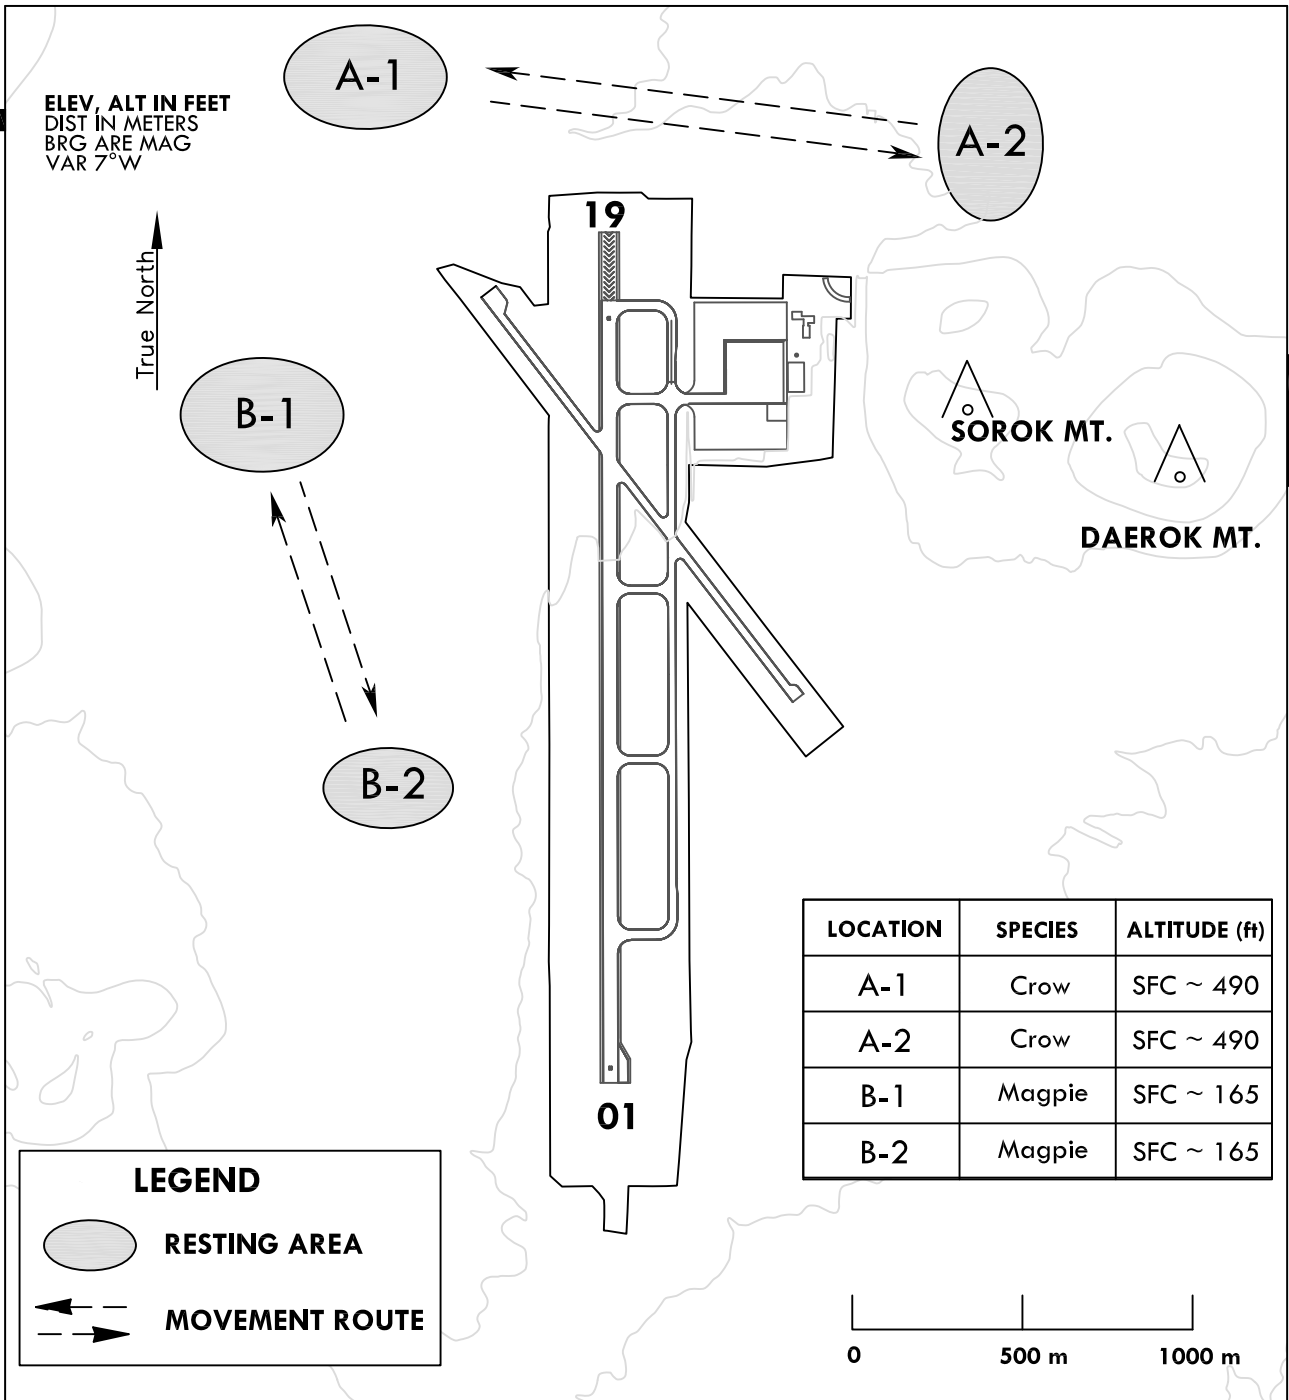 A-1
ELEV, ALT IN FEET
DIST IN METERS
BRG ARE MAG
VAR 7°W
A-2
19
True North
B-1
SOROK MT.
DAEROK MT.
B-2
LOCATION SPECIES ALTITUDE (ft)
A-1 Crow SFC ~ 490
A-2 Crow SFC ~ 490
B-1 Magpie SFC ~ 165
B-2 Magpie SFC ~ 165
01
LEGEND
RESTING AREA
MOVEMENT ROUTE
0 500 m 1000 m